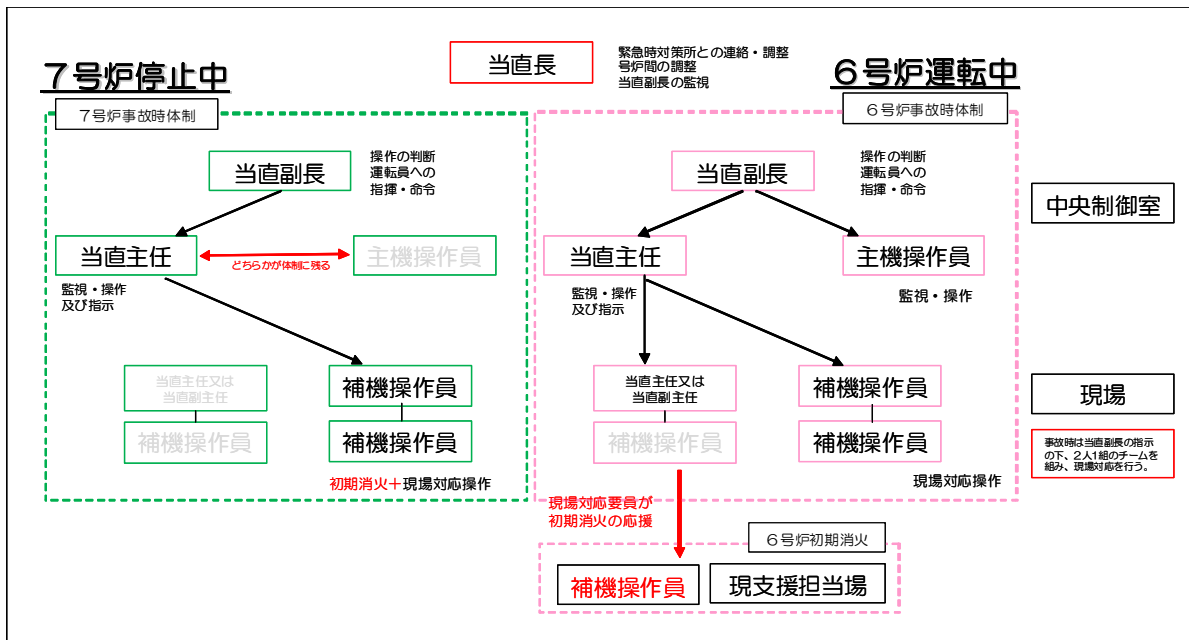 当直長
緊急時対策所との連絡・調整
号炉間の調整
当直副長の監視
7号炉停止中
6号炉運転中
7号炉事故時体制
当直副長
操作の判断
運転員への
指揮・命令
当直主任
どちらかが体制に残る
主機操作員
監視・操作
及び指示
当直主任又は
当直副主任
補機操作員
補機操作員
補機操作員
初期消火+現場対応操作
6号炉事故時体制
当直副長
操作の判断
運転員への
指揮・命令
当直主任
主機操作員
監視・操作
及び指示
監視・操作
当直主任又は
当直副主任
補機操作員
補機操作員
補機操作員
現場対応操作
現場対応要員が
初期消火の応援
6号炉初期消火
補機操作員
現支援担当場
中央制御室
現場
事故時は当直副長の指示
の下、2人1組のチームを
組み、現場対応を行う。